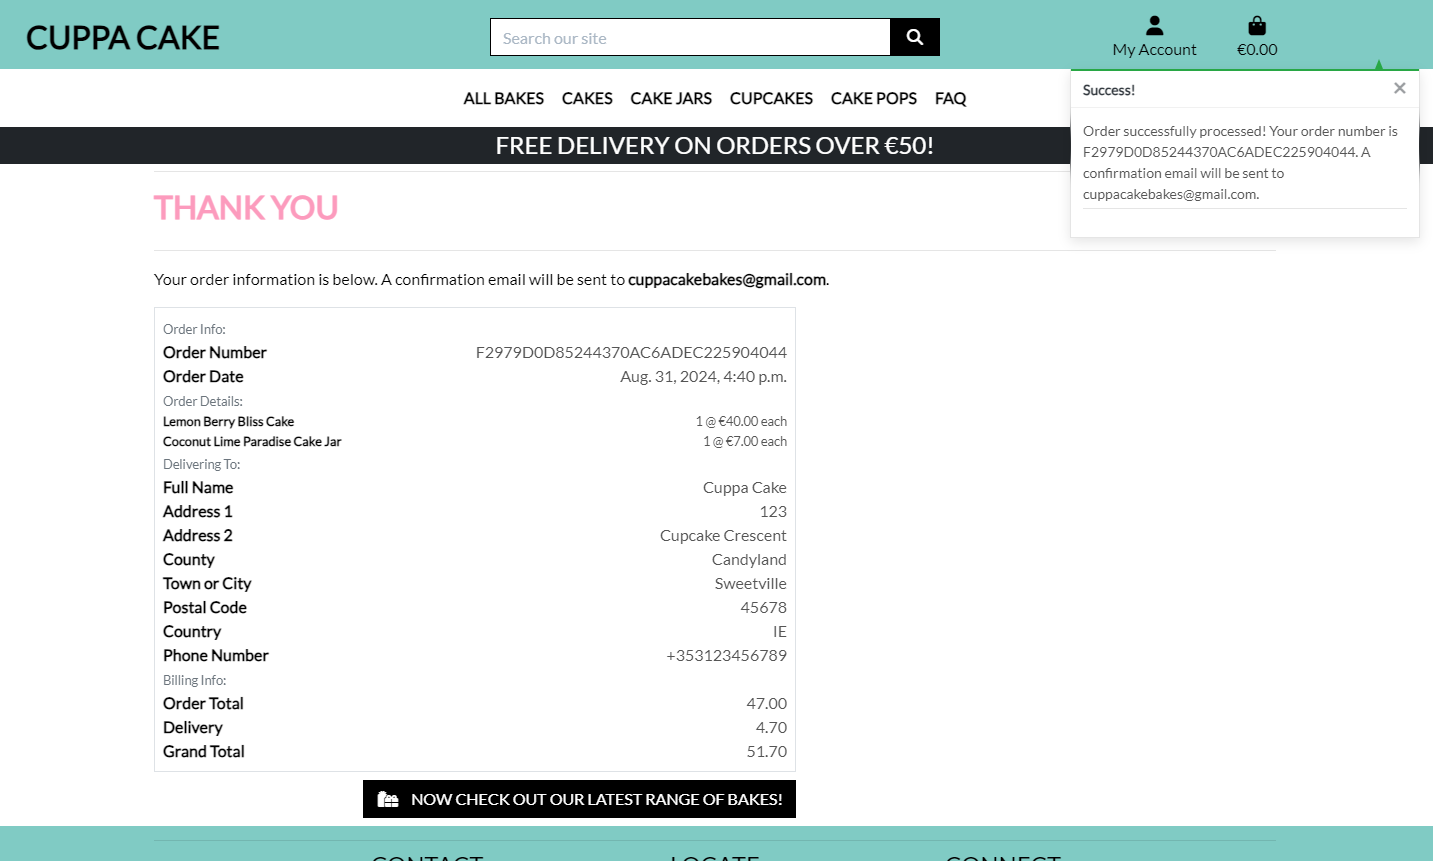 CUPPA CAKE
Search our site
My Account
€0.00
ALL BAKES CAKES CAKE JARS CUPCAKES CAKE POPS FAQ
FREE DELIVERY ON ORDERS OVER €50!
Success!
×
Order successfully processed! Your order number is
F2979D0D85244370AC6ADEC225904044. A
confirmation email will be sent to
cuppacakebakes@gmail.com.
THANK YOU
Your order information is below. A confirmation email will be sent to cuppacakebakes@gmail.com.
Order Info:
Order Number F2979D0D85244370AC6ADEC225904044
Order Date Aug. 31, 2024, 4:40 p.m.
Order Details:
Lemon Berry Bliss Cake 1 @ €40.00 each
Coconut Lime Paradise Cake Jar 1 @ €7.00 each
Delivering To:
Full Name Cuppa Cake
Address 1 123
Address 2 Cupcake Crescent
County Candyland
Town or City Sweetville
Postal Code 45678
Country IE
Phone Number +353123456789
Billing Info:
Order Total 47.00
Delivery 4.70
Grand Total 51.70
NOW CHECK OUT OUR LATEST RANGE OF BAKES!
CONTACT LOCATE CONNECT